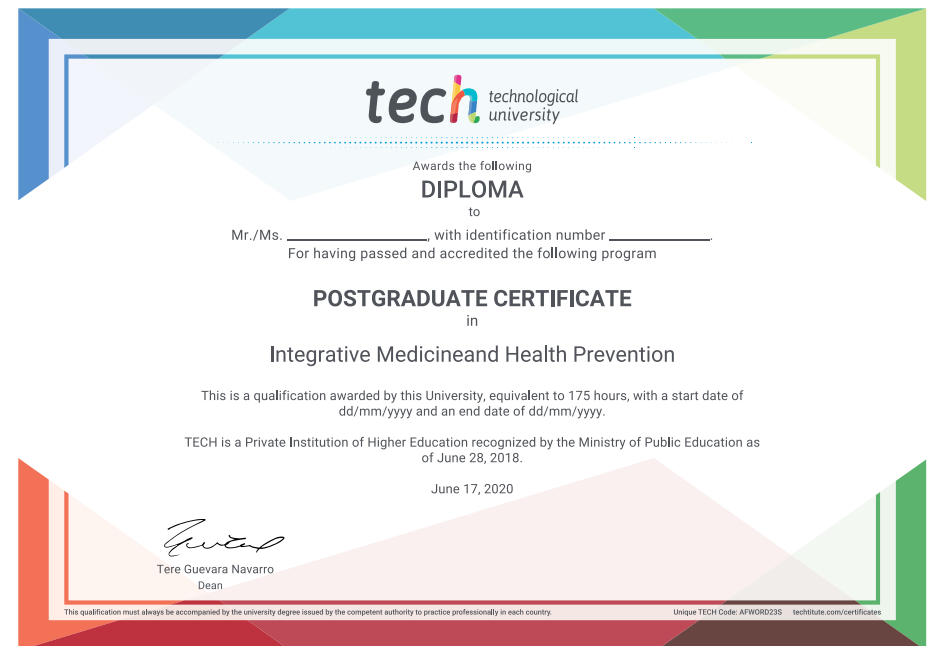 tech technological
university
Awards the following
DIPLOMA
to
Mr./Ms. ____________, with identification number ____________.
For having passed and accredited the following program
POSTGRADUATE CERTIFICATE
in
Integrative Medicineand Health Prevention
This is a qualification awarded by this University, equivalent to 175 hours, with a start date of
dd/mm/yyyy and an end date of dd/mm/yyyy.
TECH is a Private Institution of Higher Education recognized by the Ministry of Public Education as
of June 28, 2018.
June 17, 2020
Tere Guevara Navarro
Dean
This qualification must always be accompanied by the university degree issued by the competent authority to practice professionally in each country. Unique TECH Code: AFWORD23S techtitute.com/certificates